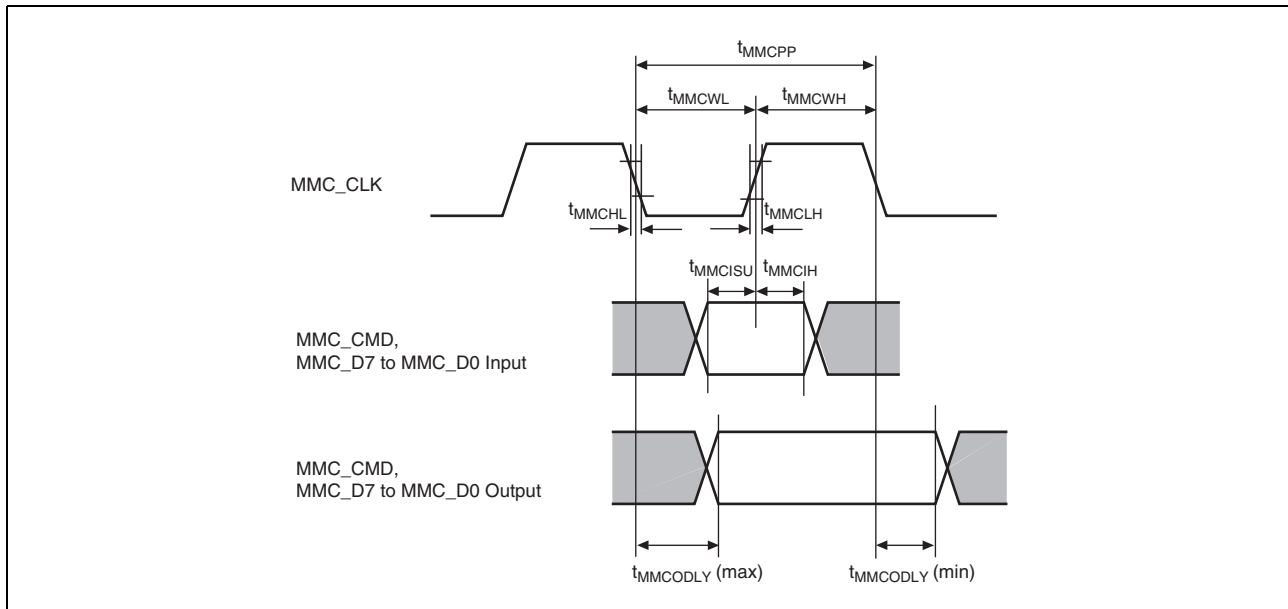 tMMCPP
tMMCWL
tMMCWH
MMC_CLK
tMMCHL
tMMCLH
tMMCISU
tMMCIH
MMC_CMD,
MMC_D7 to MMC_D0 Input
MMC_CMD,
MMC_D7 to MMC_D0 Output
tMMCODLY (max)
tMMCODLY (min)